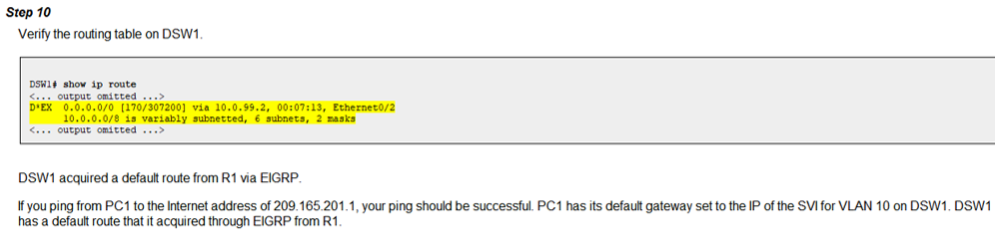 Step 10
Verify the routing table on DSW1.
DSW1# show ip route
<... output omitted ...>
D*EX  0.0.0.0/0 [170/307200] via 10.0.99.2, 00:07:13, Ethernet0/2
      10.0.0.0/8 is variably subnetted, 6 subnets, 2 masks
<... output omitted ...>
DSW1 acquired a default route from R1 via EIGRP.
If you ping from PC1 to the Internet address of 209.165.201.1, your ping should be successful. PC1 has its default gateway set to the IP of the SVI for VLAN 10 on DSW1. DSW1
has a default route that it acquired through EIGRP from R1.